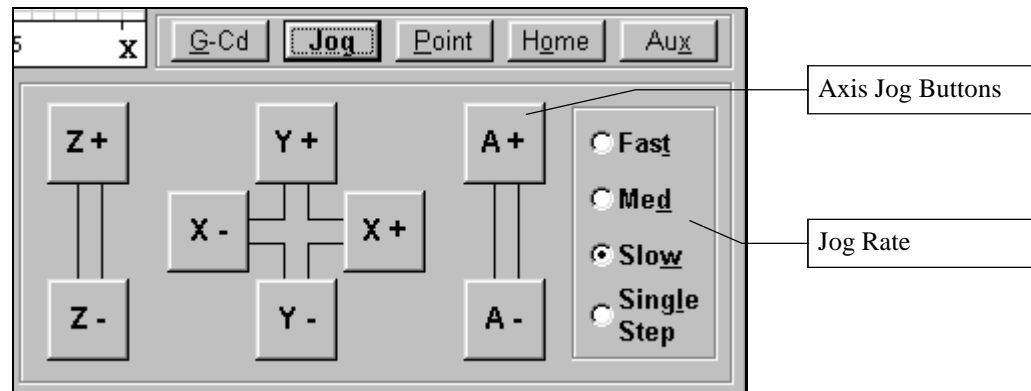 5 X
G-Cd Jog Point Home Aux
Axis Jog Buttons
Z + Y + A +
Fast
Med
X - X +
Jog Rate
Slow
Z - Y - A -
Single
Step